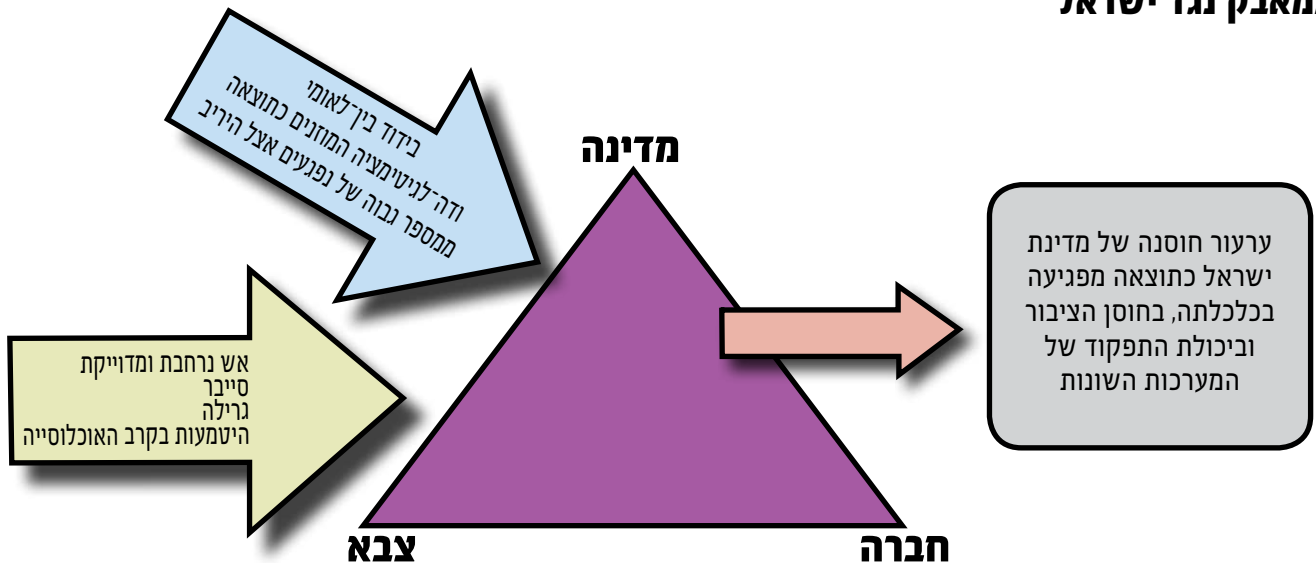 נגד ישראל
בידוד בין־לאומי
ודה־לגיטימציה המוזנים כתוצאה
ממספר גבוה של נפגעים אצל היריב
מדינה
ערעור חוסנה של מדינת
ישראל כתוצאה מפגיעה
בכלכלתה, בחוסן הציבור
וביכולת התפקוד של
המערכות השונות
אש נרחבת ומדוייקת
סייבר
גרילה
היטמעות בקרב האוכלוסייה
חברה
צבא